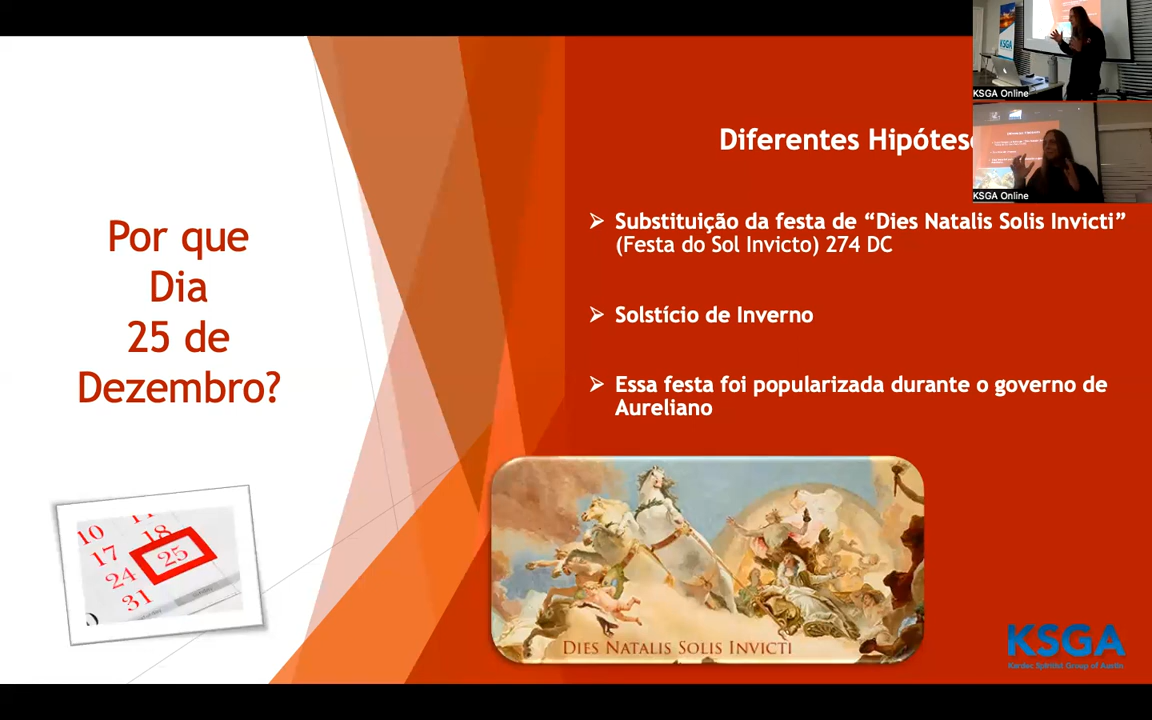 Por que
Dia
25 de
Dezembro?
Diferentes Hipótes
➢ Substituição da festa de “Dies Natalis Solis Invicti”
(Festa do Sol Invicto) 274 DC
➢ Solstício de Inverno
➢ Essa festa foi popularizada durante o governo de
Aureliano
10
11
17
18
24
25
31
DIES NATALIS SOLIS INVICTI
KSGA
Kardec Spiritist Group of Austin
KSGA
KSGA Online
KSGA Online